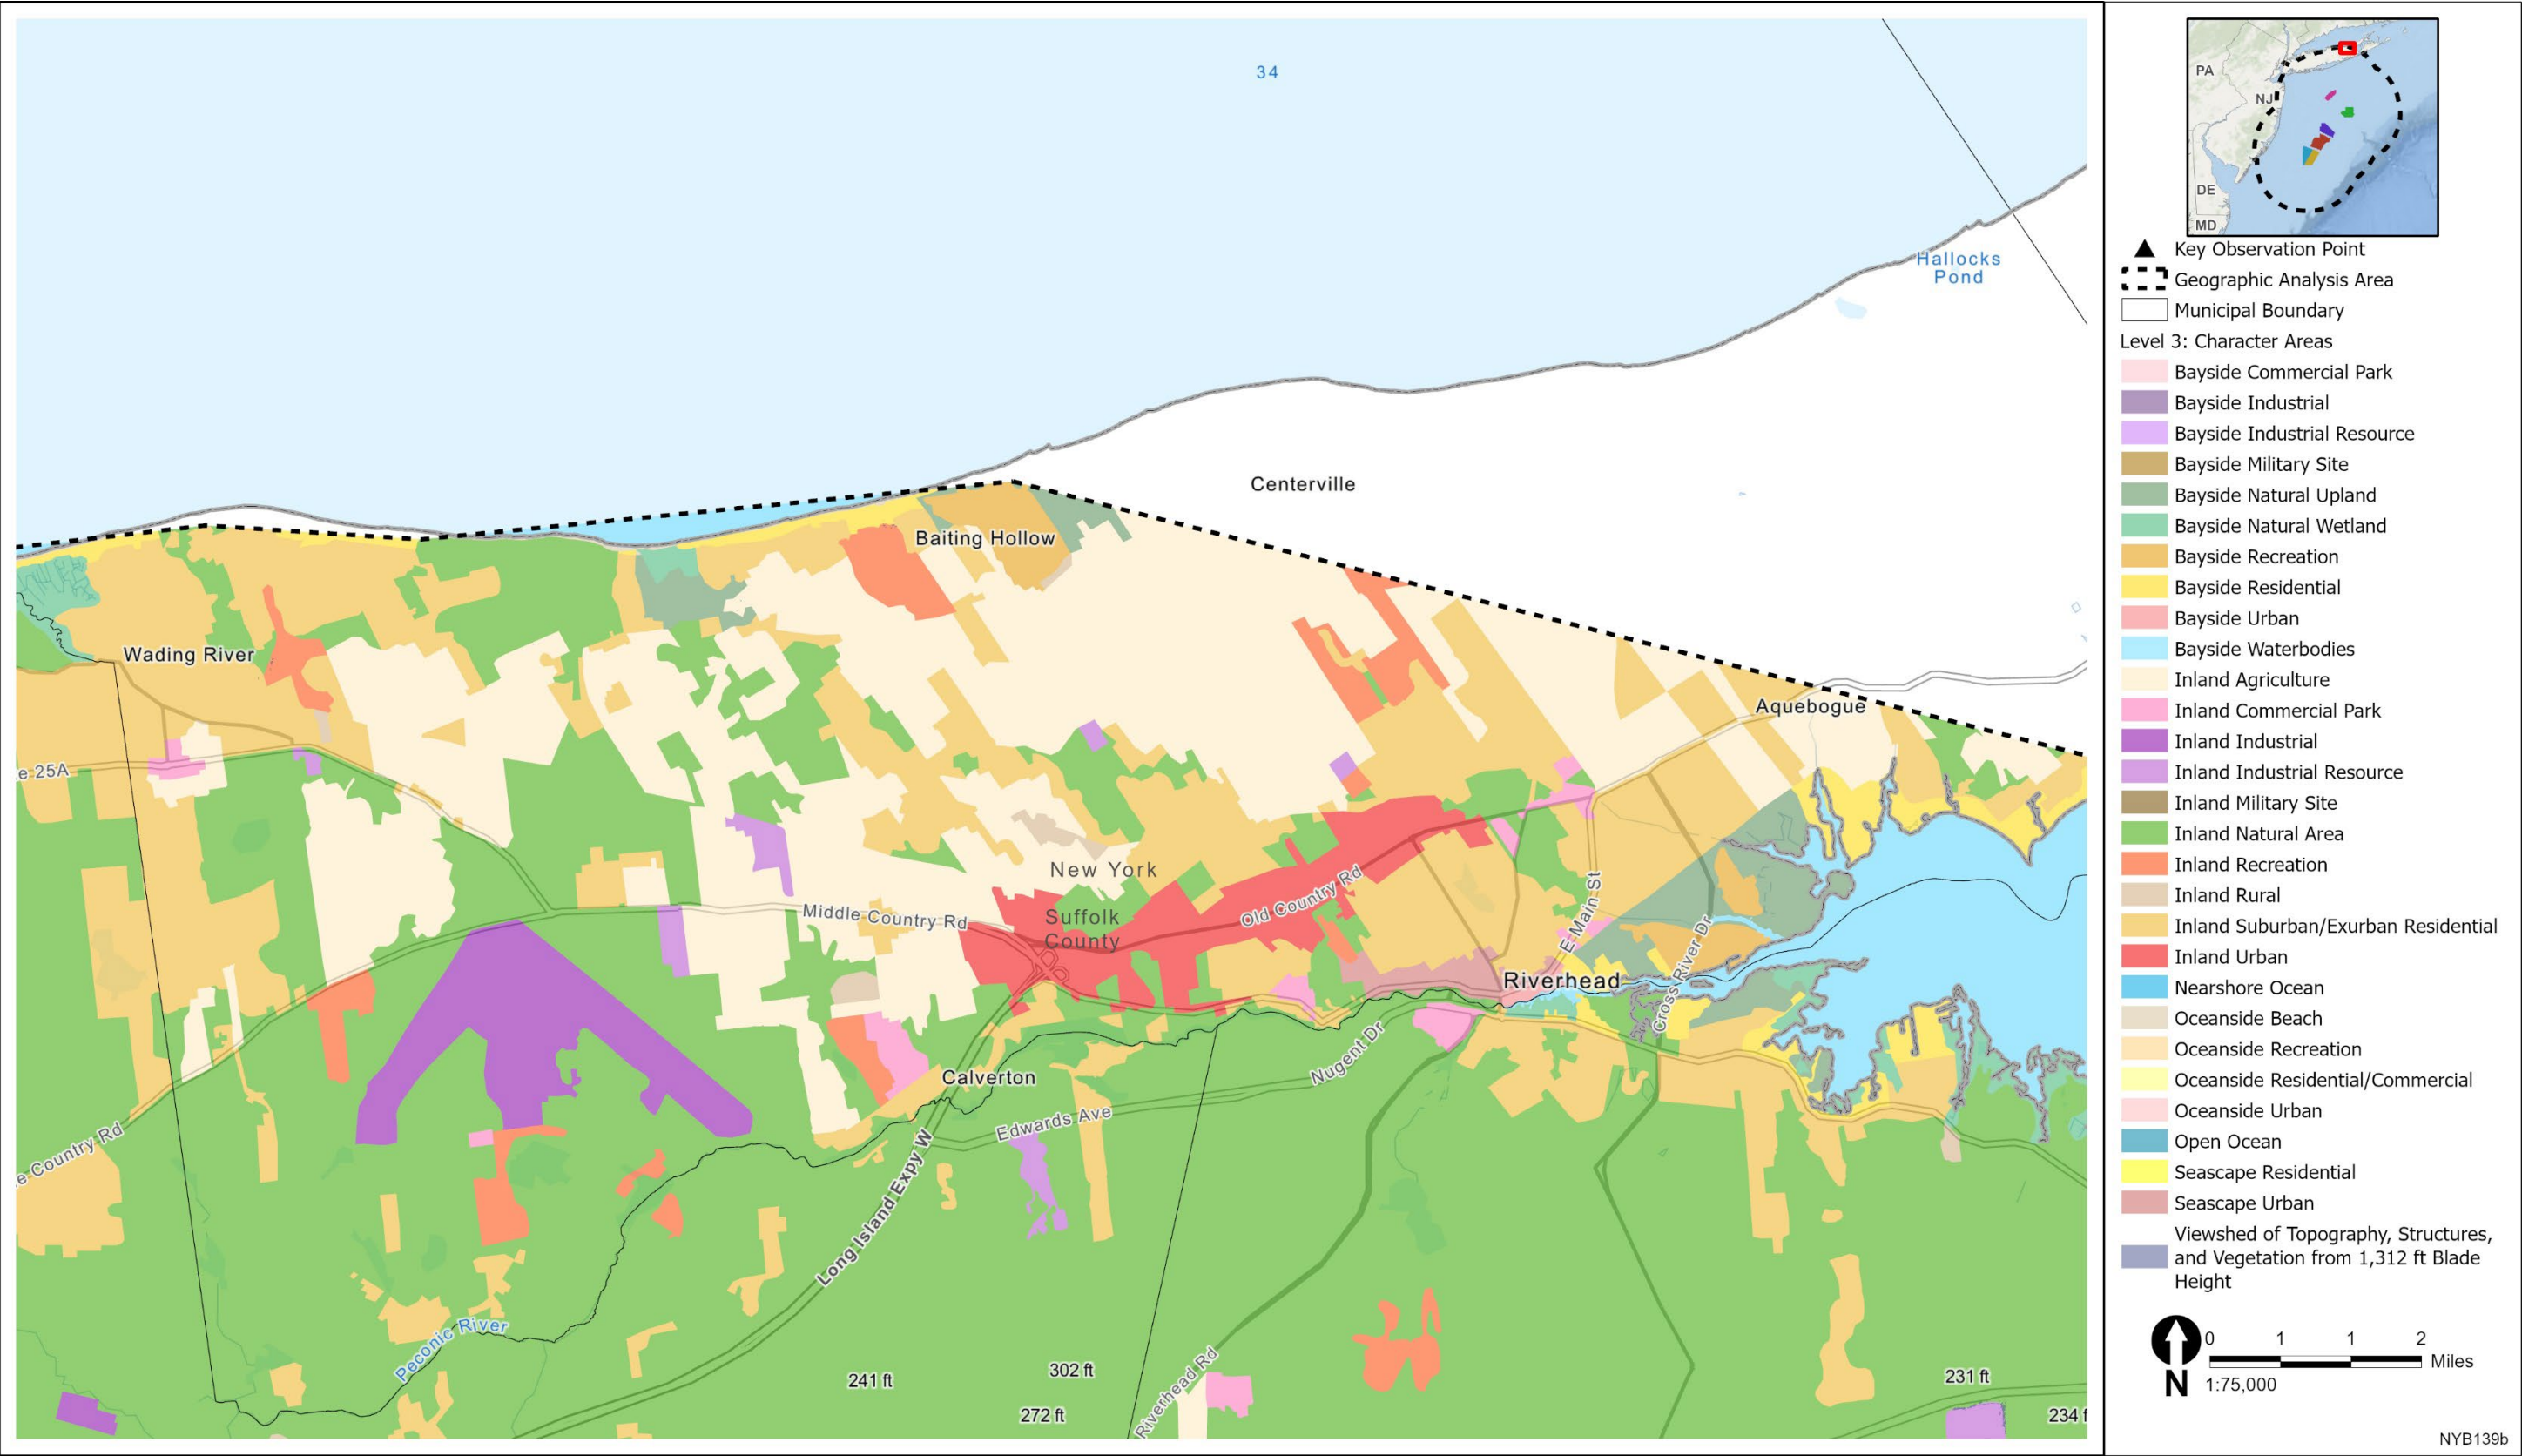 34
Hallocks
Pond
Centerville
Baiting Hollow
Wading River
Aquebogue
e 25A
New York
Middle Country Rd
Suffolk
County
Old Country Rd
E Main St
Riverhead
Cross River Dr
Nugent Dr
Calverton
Edwards Ave
e Country Rd
Long Island Expy W
Peconic River
Riverhead Rd
241 ft
302 ft
272 ft
231 ft
234 f
PA
NJ
DE
MD
Key Observation Point
Geographic Analysis Area
Municipal Boundary
Level 3: Character Areas
Bayside Commercial Park
Bayside Industrial
Bayside Industrial Resource
Bayside Military Site
Bayside Natural Upland
Bayside Natural Wetland
Bayside Recreation
Bayside Residential
Bayside Urban
Bayside Waterbodies
Inland Agriculture
Inland Commercial Park
Inland Industrial
Inland Industrial Resource
Inland Military Site
Inland Natural Area
Inland Recreation
Inland Rural
Inland Suburban/Exurban Residential
Inland Urban
Nearshore Ocean
Oceanside Beach
Oceanside Recreation
Oceanside Residential/Commercial
Oceanside Urban
Open Ocean
Seascape Residential
Seascape Urban
Viewshed of Topography, Structures,
and Vegetation from 1,312 ft Blade
Height
0 1 1 2
Miles
N
1:75,000
NYB139b